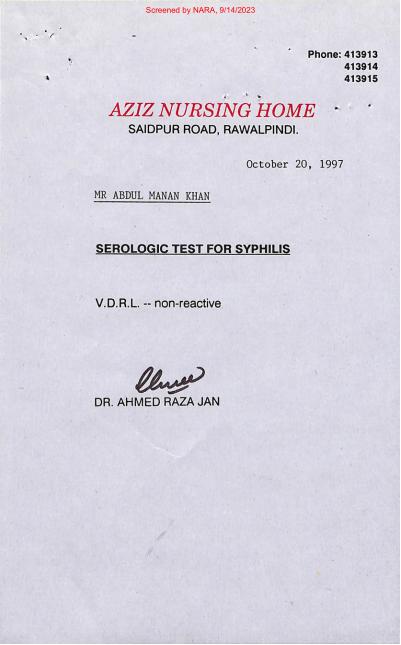 Screened by NARA, 9/14/2023
Phone: 413913
413914
413915
AZIZ NURSING HOME
SAIDPUR ROAD, RAWALPINDI.
October 20, 1997
MR ABDUL MANAN KHAN
SEROLOGIC TEST FOR SYPHILIS
V.D.R.L. -- non-reactive
DR. AHMED RAZA JAN